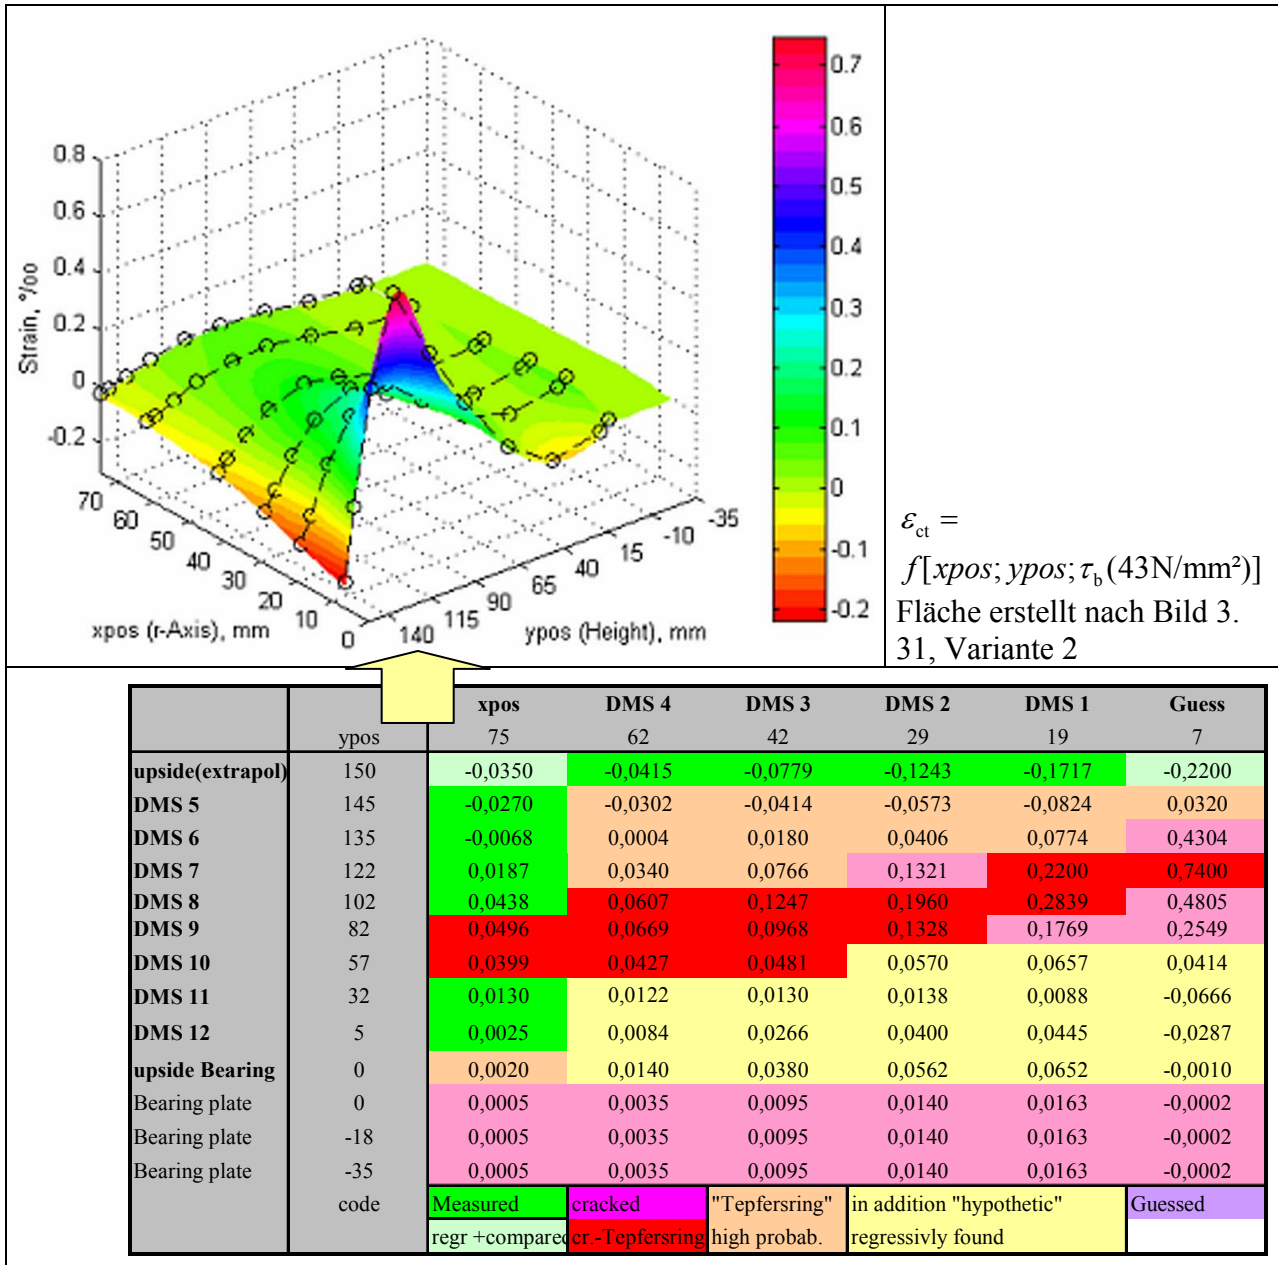 0.8
0.6
0.4
0.2
0
-0.2
Strain, °/oo
70
60
50
40
30
20
10
0
xpos (r-Axis), mm
140
115
90
65
40
15
-10
-35
ypos (Height), mm
0.7
0.6
0.5
0.4
0.3
0.2
0.1
0
-0.1
-0.2
εct =
f[xpos; ypos; τb(43N/mm²)]
Fläche erstellt nach Bild 3.
31, Variante 2
xpos DMS 4 DMS 3 DMS 2 DMS 1 Guess
ypos 75 62 42 29 19 7
upside(extrapol) 150 -0,0350 -0,0415 -0,0779 -0,1243 -0,1717 -0,2200
DMS 5 145 -0,0270 -0,0302 -0,0414 -0,0573 -0,0824 0,0320
DMS 6 135 -0,0068 0,0004 0,0180 0,0406 0,0774 0,4304
DMS 7 122 0,0187 0,0340 0,0766 0,1321 0,2200 0,7400
DMS 8 102 0,0438 0,0607 0,1247 0,1960 0,2839 0,4805
DMS 9 82 0,0496 0,0669 0,0968 0,1328 0,1769 0,2549
DMS 10 57 0,0399 0,0427 0,0481 0,0570 0,0657 0,0414
DMS 11 32 0,0130 0,0122 0,0130 0,0138 0,0088 -0,0666
DMS 12 5 0,0025 0,0084 0,0266 0,0400 0,0445 -0,0287
upside Bearing 0 0,0020 0,0140 0,0380 0,0562 0,0652 -0,0010
Bearing plate 0 0,0005 0,0035 0,0095 0,0140 0,0163 -0,0002
Bearing plate -18 0,0005 0,0035 0,0095 0,0140 0,0163 -0,0002
Bearing plate -35 0,0005 0,0035 0,0095 0,0140 0,0163 -0,0002
code Measured cracked "Tepfersring" in addition "hypothetic" Guessed
regr +compared cr.-Tepfersring high probab. regressivly found